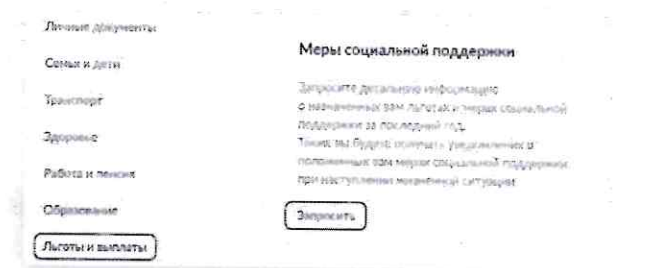 Личные документы
Семья и дети
Транспорт
Здоровье
Работа и пенсия
Образование
Льготы и выплаты
Меры социальной поддержки
Запросите детальную информацию
о назначенных вам льготах и мерах социальной
поддержки за последний год.
Также вы будете получать уведомления о
положенных вам мерах социальной поддержки
при наступлении жизненной ситуации
Запросить